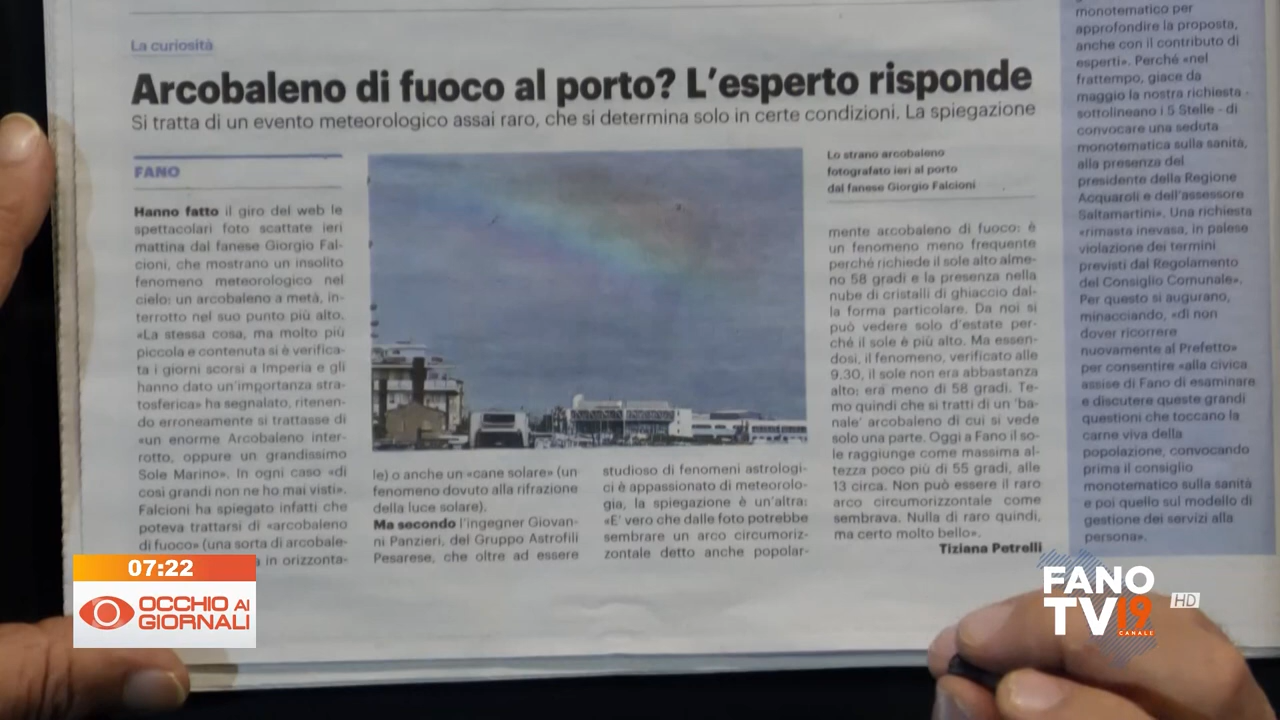 La curiosità
Arcobaleno di fuoco al porto? L'esperto risponde
Si tratta di un evento meteorologico assai raro, che si determina solo in certe condizioni. La spiegazione
FANO
Hanno fatto il giro del web le
spettacolari foto scattate ieri
mattina dal fanese Giorgio Fal-
cioni, che mostrano un insolito
fenomeno meteorologico nel
cielo: un arcobaleno a metà, in-
terrotto nel suo punto più alto.
«La stessa cosa, ma molto più
piccola e contenuta si è verifica-
ta i giorni scorsi a Imperia e gli
hanno dato un'importanza stra-
tosferica» ha segnalato, ritenen-
do erroneamente si trattasse di
«un enorme Arcobaleno inter-
rotto, oppure un grandissimo
Sole Marino». In ogni caso «di
così grandi non ne ho mai visti».
Falcioni ha spiegato infatti che
poteva trattarsi di «arcobaleno
di fuoco» (una sorta di arcobale-
a in orizzonta-
le) o anche un «cane solare» (un
fenomeno dovuto alla rifrazione
della luce solare).
Ma secondo l'ingegner Giovan-
ni Panzieri, del Gruppo Astrofili
Pesarese, che oltre ad essere
studioso di fenomeni astrologi-
ci è appassionato di meteorolo-
gia, la spiegazione è un'altra:
«E' vero che dalle foto potrebbe
sembrare un arco circumoriz-
zontale detto anche popolar-
Lo strano arcobaleno
fotografato ieri al porto
dal fanese Giorgio Falcioni
mente arcobaleno di fuoco: è
un fenomeno meno frequente
perché richiede il sole alto alme-
no 58 gradi e la presenza nella
nube di cristalli di ghiaccio dal-
la forma particolare. Da noi si
può vedere solo d'estate per-
ché il sole è più alto. Ma essen-
dosi, il fenomeno, verificato alle
9.30, il sole non era abbastanza
alto: era meno di 58 gradi. Te-
mo quindi che si tratti di un 'ba-
nale' arcobaleno di cui si vede
solo una parte. Oggi a Fano il so-
le raggiunge come massima al-
tezza poco più di 55 gradi, alle
13 circa. Non può essere il raro
arco circumorizzontale come
sembrava. Nulla di raro quindi,
ma certo molto bello».
Tiziana Petrelli
monotematico per
approfondire la proposta,
anche con il contributo di
esperti». Perché «nel
frattempo, giace da
maggio la nostra richiesta -
sottolineano i 5 Stelle - di
convocare una seduta
monotematica sulla sanità,
alla presenza del
presidente della Regione
Acquaroli e dell'assessore
Saltamartini». Una richiesta
«rimasta inevasa, in palese
violazione dei termini
previsti dal Regolamento
del Consiglio Comunale».
Per questo si augurano,
minacciando, «di non
dover ricorrere
nuovamente al Prefetto»
per consentire «alla civica
assise di Fano di esaminare
e discutere queste grandi
questioni che toccano la
carne viva della
popolazione, convocando
prima il consiglio
monotematico sulla sanità
e poi quello sul modello di
gestione dei servizi alla
persona».
07:22
OCCHIO AI
GIORNALI
FANO
TV19
CANALE
HD